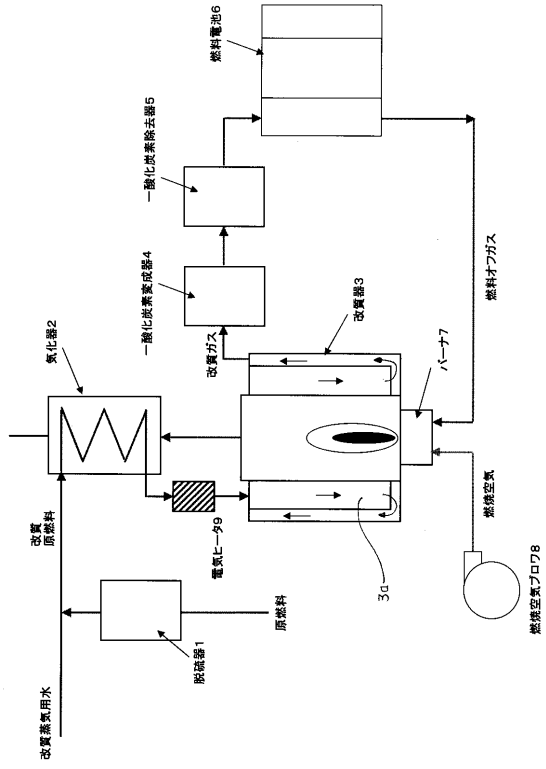 改質蒸気用水
改質
原燃料
脱硫器1
原燃料
気化器2
電気ヒータ9
改質ガス
一酸化炭素変成器4
一酸化炭素除去器5
燃料電池6
改質器3
3a
バーナ7
燃料オフガス
燃焼空気
燃焼空気ブロワ8